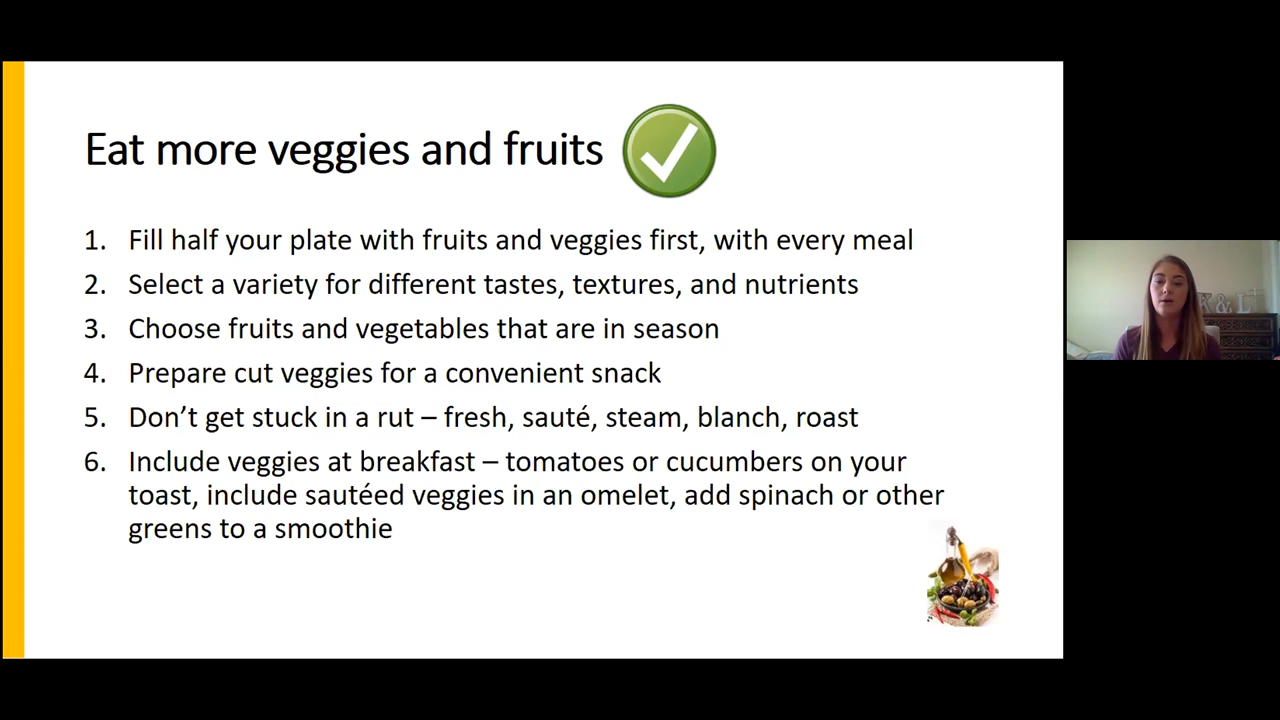 Eat more veggies and fruits
1. Fill half your plate with fruits and veggies first, with every meal
2. Select a variety for different tastes, textures, and nutrients
3. Choose fruits and vegetables that are in season
4. Prepare cut veggies for a convenient snack
5. Don’t get stuck in a rut – fresh, sauté, steam, blanch, roast
6. Include veggies at breakfast – tomatoes or cucumbers on your
toast, include sautéed veggies in an omelet, add spinach or other
greens to a smoothie
K & L